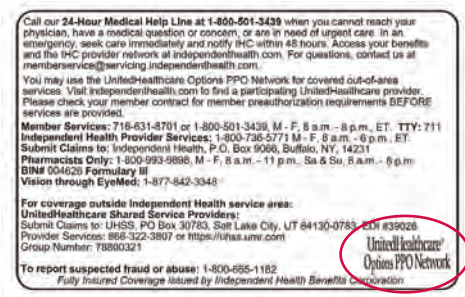 Call our 24-Hour Medical Help Line at 1-800-501-3439 when you cannot reach your
physician, have a medical question or concern, or are in need of urgent care. In an
emergency, seek care immediately and notify IHC within 48 hours. Access your benefits
and the IHC provider network at independenthealth.com. For questions, contact us at
memberservice@servicing.independenthealth.com.
You may use the UnitedHealthcare Options PPO Network for covered out-of-area
services. Visit independenthealth.com to find a participating UnitedHealthcare provider.
Please check your member contract for member preauthorization requirements BEFORE
services are provided.
Member Services: 716-631-8701 or 1-800-501-3439, M - F, 8 a.m. - 8 p.m., ET. TTY: 711
Independent Health Provider Services: 1-800-736-5771 M - F, 8 a.m. - 6 p.m., ET.
Submit Claims to: Independent Health, P.O. Box 9066, Buffalo, NY, 14231
Pharmacists Only: 1-800-993-9898, M - F, 8 a.m. - 11 p.m., Sa & Su, 8 a.m. - 8 p.m.
BIN# 004626 Formulary III
Vision through EyeMed: 1-877-842-3348
For coverage outside Independent Health service area:
UnitedHealthcare Shared Service Providers:
Submit Claims to: UHSS, PO Box 30783, Salt Lake City, UT 84130-0783, EDI #39026
Provider Services: 866-322-3807 or https://uhss.umr.com
Group Number: 78800321
UnitedHealthcare
Options PPO Network
To report suspected fraud or abuse: 1-800-665-1182
Fully Insured Coverage issued by Independent Health Benefits Corporation